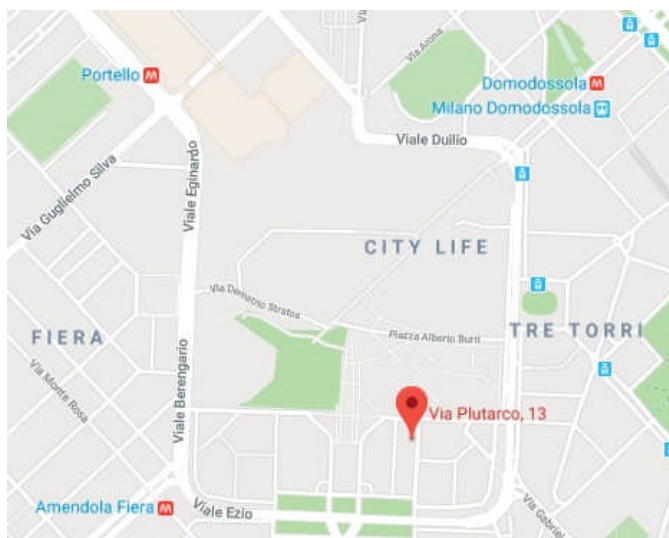 Via Arona
Portello
Domodossola
Milano Domodossola
Viale Duilio
Via Guglielmo Silva
Viale Eginardo
CITY LIFE
Via Demetrio Stratos
FIERA
Piazza Alberto Burri
TRE TORRI
Via Monte Rosa
Viale Berengario
Via Plutarco, 13
Amendola Fiera
Viale Ezio
Via Gabriel